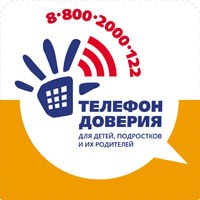 8·800·2000·122
ТЕЛЕФОН
ДОВЕРИЯ
ДЛЯ ДЕТЕЙ, ПОДРОСТКОВ
И ИХ РОДИТЕЛЕЙ